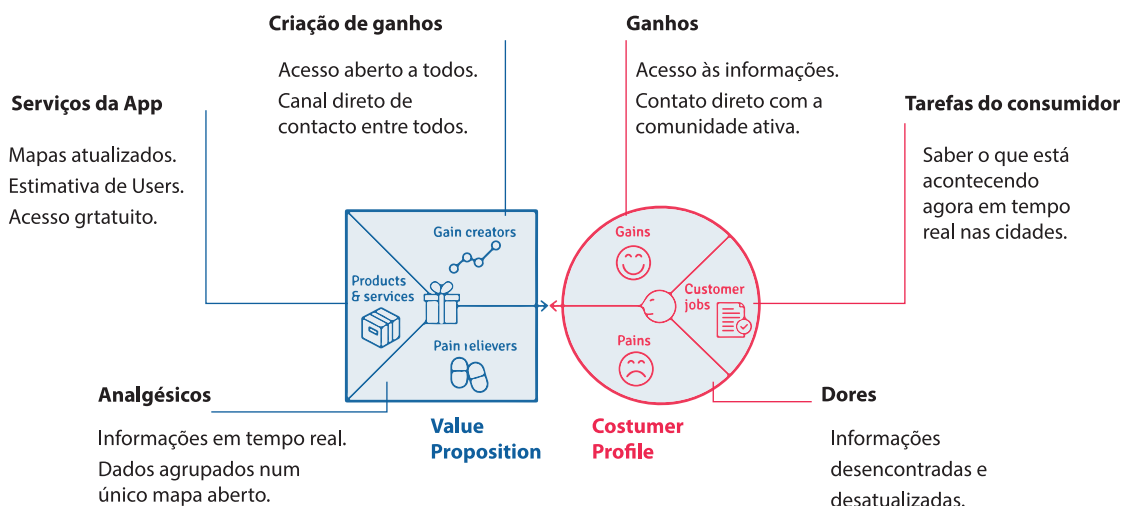 Criação de ganhos
Acesso aberto a todos.
Canal direto de
contacto entre todos.
Ganhos
Acesso às informações.
Contato direto com a
comunidade ativa.
Serviços da App
Mapas atualizados.
Estimativa de Users.
Acesso grtatuito.
Tarefas do consumidor
Saber o que está
acontecendo
agora em tempo
real nas cidades.
Gain creators
Products
& services
Pain relievers
Gains
Customer
jobs
Pains
Analgésicos
Informações em tempo real.
Dados agrupados num
único mapa aberto.
Value
Proposition
Costumer
Profile
Dores
Informações
desencontradas e
desatualizadas.